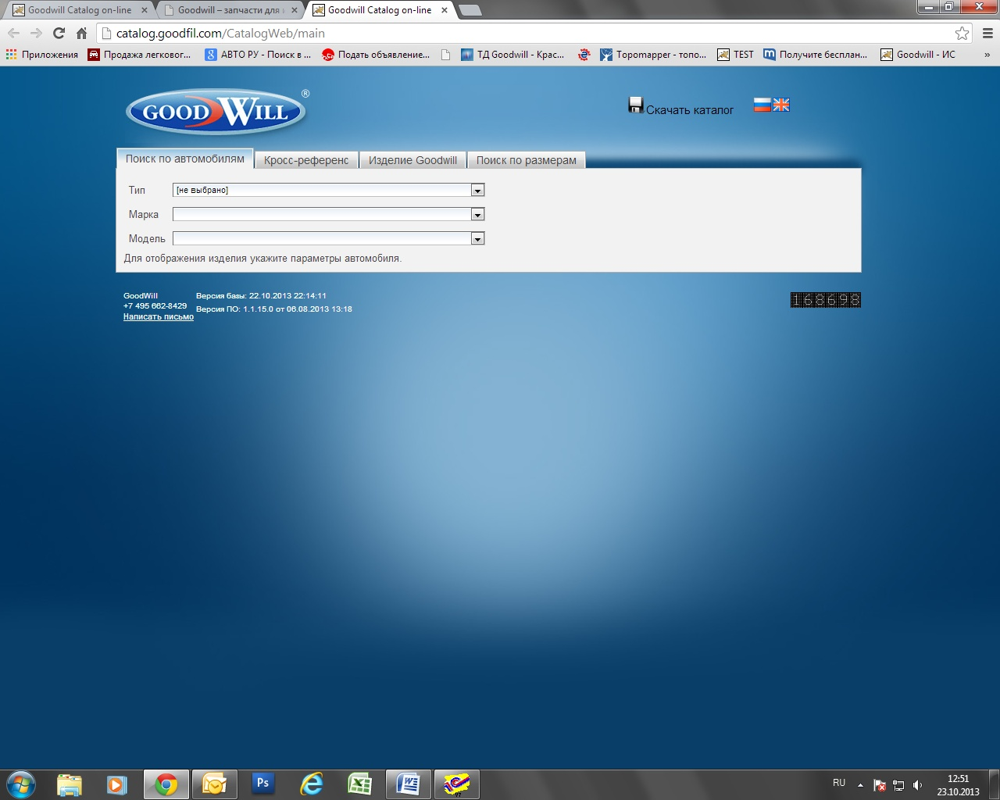 Goodwill Catalog on-line
Goodwill – запчасти для
Goodwill Catalog on-line
catalog.goodfil.com/CatalogWeb/main
Приложения
Продажа легковог...
АВТО РУ - Поиск в ...
Подать объявление...
ТД Goodwill - Крас...
Topomapper - топо...
TEST
Получите бесплан...
Goodwill - ИС
»
GOODWILL ®
Скачать каталог
Поиск по автомобилям
Кросс-референс
Изделие Goodwill
Поиск по размерам
Тип
[не выбрано]
Марка
Модель
Для отображения изделия укажите параметры автомобиля.
GoodWill
+7 495 662-8429
Написать письмо
Версия базы: 22.10.2013 22:14:11
Версия ПО: 1.1.15.0 от 06.08.2013 13:18
168698
Ps
RU
12:51
23.10.2013